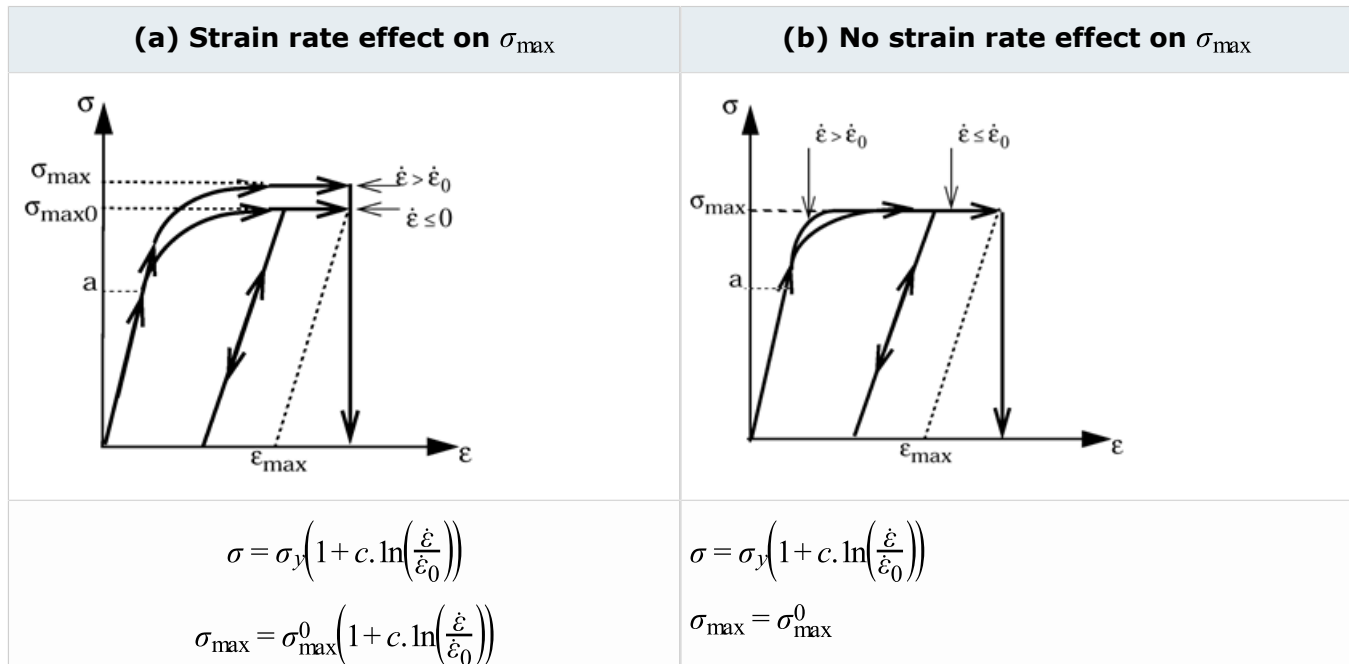 (a) Strain rate effect on σmax
(b) No strain rate effect on σmax
σ
σmax
ε̇ > ε̇0
σmax0
ε̇ ≤ 0
a
εmax
ε
σ
ε̇ > ε̇0
ε̇ ≤ ε̇0
σmax
a
εmax
ε
σ = σy(1 + c.ln(ε̇/ε̇0))
σmax = σ⁰max(1 + c.ln(ε̇/ε̇0))
σ = σy(1 + c.ln(ε̇/ε̇0))
σmax = σ⁰max